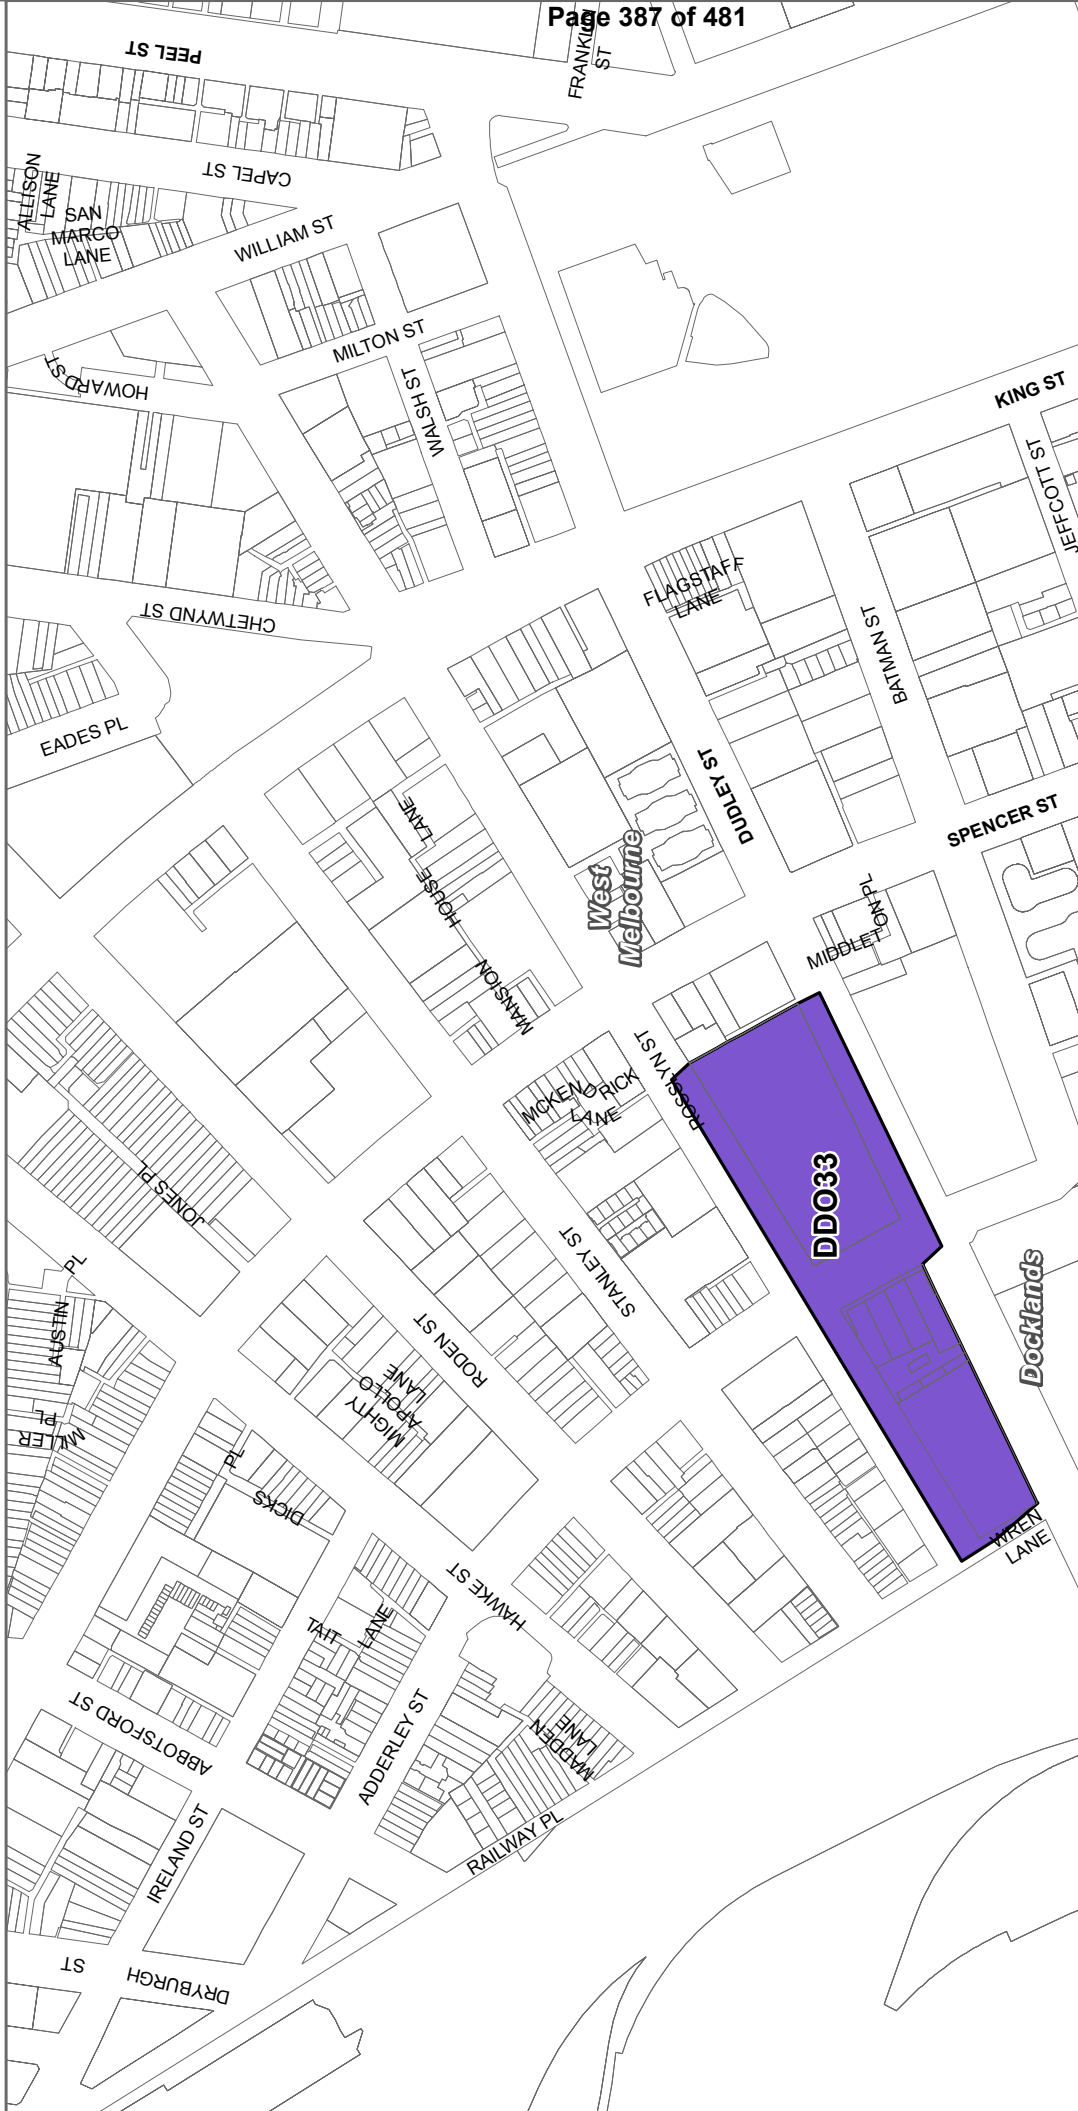 Page 387 of 481
PEEL ST
FRANKLIN
ST
CAPEL ST
ALLISON
LANE
SAN
MARCO
LANE
WILLIAM ST
MILTON ST
HOWARD ST
WALSH ST
KING ST
JEFFCOTT ST
FLAGSTAFF
LANE
CHETWYND ST
BATMAN ST
EADES PL
DUDLEY ST
SPENCER ST
MANSION HOUSE LANE
West
Melbourne
MIDDLETON PL
ROSSLYN ST
MCKENDRICK
LANE
DDO33
JONES PL
STANLEY ST
AUSTIN PL
Docklands
RODEN ST
MIGHTY
APOLLO
LANE
MILLER PL
DICKS PL
WREN
LANE
HAWKE ST
TAIT LANE
ABBOTSFORD ST
ADDERLEY ST
MADDEN
LANE
IRELAND ST
RAILWAY PL
DRYBURGH ST